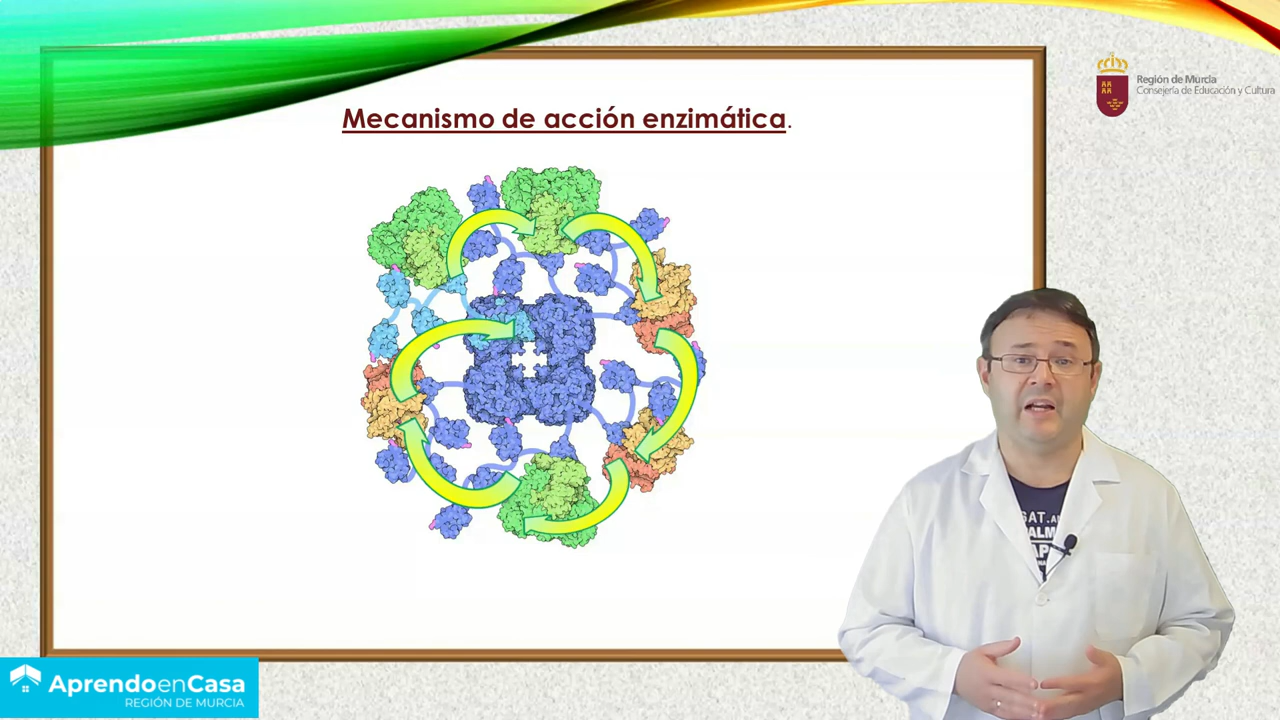 Región de Murcia
Consejería de Educación y Cultura
Mecanismo de acción enzimática.
AprendoenCasa
REGIÓN DE MURCIA